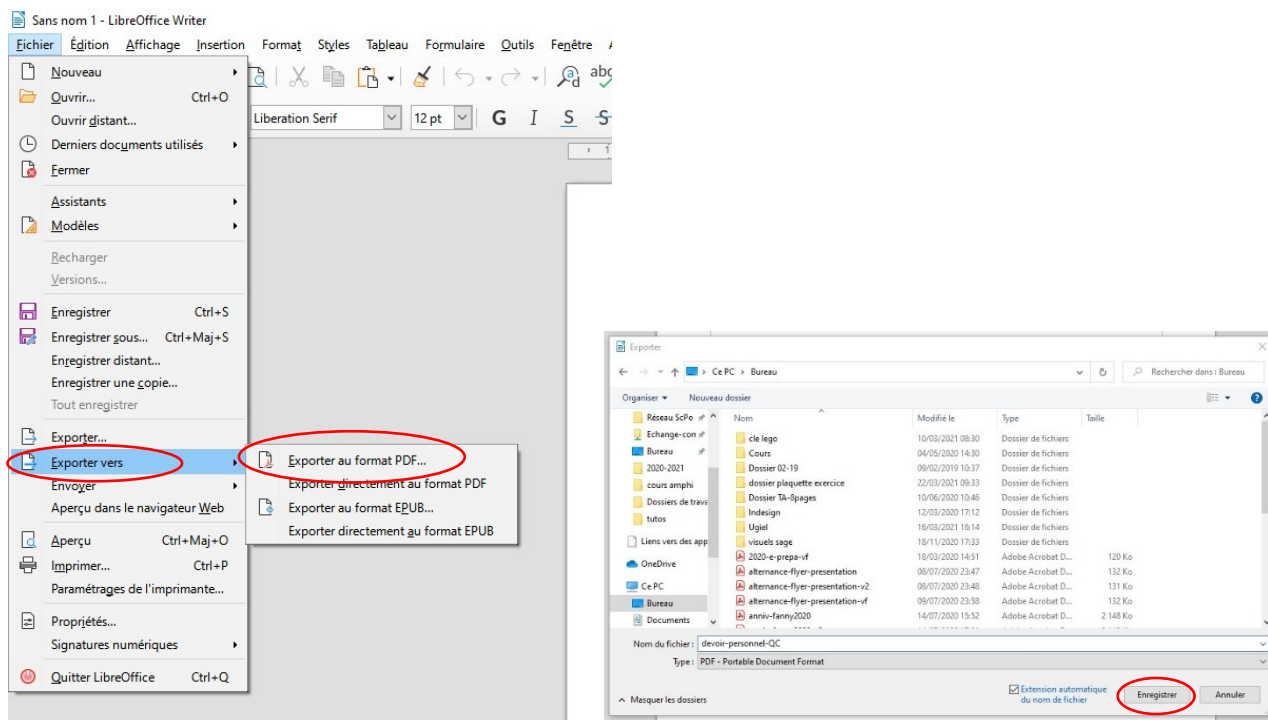 Sans nom 1 - LibreOffice Writer
Fichier Édition Affichage Insertion Format Styles Tableau Formulaire Outils Fenêtre
Nouveau
Ouvrir... Ctrl+O
Ouvrir distant...
Liberation Serif 12 pt G I S S
Derniers documents utilisés
Fermer
Assistants
Modèles
Recharger
Versions...
Enregistrer Ctrl+S
Enregistrer sous... Ctrl+Maj+S
Enregistrer distant...
Enregistrer une copie...
Tout enregistrer
Exporter...
Exporter vers
Envoyer
Aperçu dans le navigateur Web
Aperçu Ctrl+Maj+O
Imprimer... Ctrl+P
Paramétrages de l'imprimante...
Propriétés...
Signatures numériques
Quitter LibreOffice Ctrl+Q
Exporter au format PDF...
Exporter directement au format PDF
Exporter au format EPUB...
Exporter directement au format EPUB
Exporter
Ce PC > Bureau
Rechercher dans : Bureau
Organiser Nouveau dossier
Réseau ScPo
Echange-con
Bureau
2020-2021
cours amphi
Dossiers de trava
tutos
Liens vers des app
OneDrive
Ce PC
Bureau
Documents
Nom Modifié le Type Taille
cle lego 10/03/2021 08:30 Dossier de fichiers
Cours 04/05/2020 14:30 Dossier de fichiers
Dossier 02-19 09/02/2019 10:37 Dossier de fichiers
dossier plaquette exercice 22/03/2021 09:33 Dossier de fichiers
Dossier TA-8pages 10/06/2020 10:46 Dossier de fichiers
Indesign 12/03/2020 17:12 Dossier de fichiers
Ugiel 16/03/2021 16:14 Dossier de fichiers
visuels sage 18/11/2020 17:33 Dossier de fichiers
2020-e-prepa-vf 18/03/2020 14:51 Adobe Acrobat D... 120 Ko
alternance-flyer-presentation 08/07/2020 23:47 Adobe Acrobat D... 132 Ko
alternance-flyer-presentation-v2 08/07/2020 23:48 Adobe Acrobat D... 131 Ko
alternance-flyer-presentation-vf 09/07/2020 23:58 Adobe Acrobat D... 132 Ko
anniv-fanny2020 14/07/2020 15:52 Adobe Acrobat D... 2 148 Ko
Nom du fichier : devoir-personnel-QC
Type : PDF - Portable Document Format
Masquer les dossiers
Extension automatique
du nom de fichier
Enregistrer Annuler